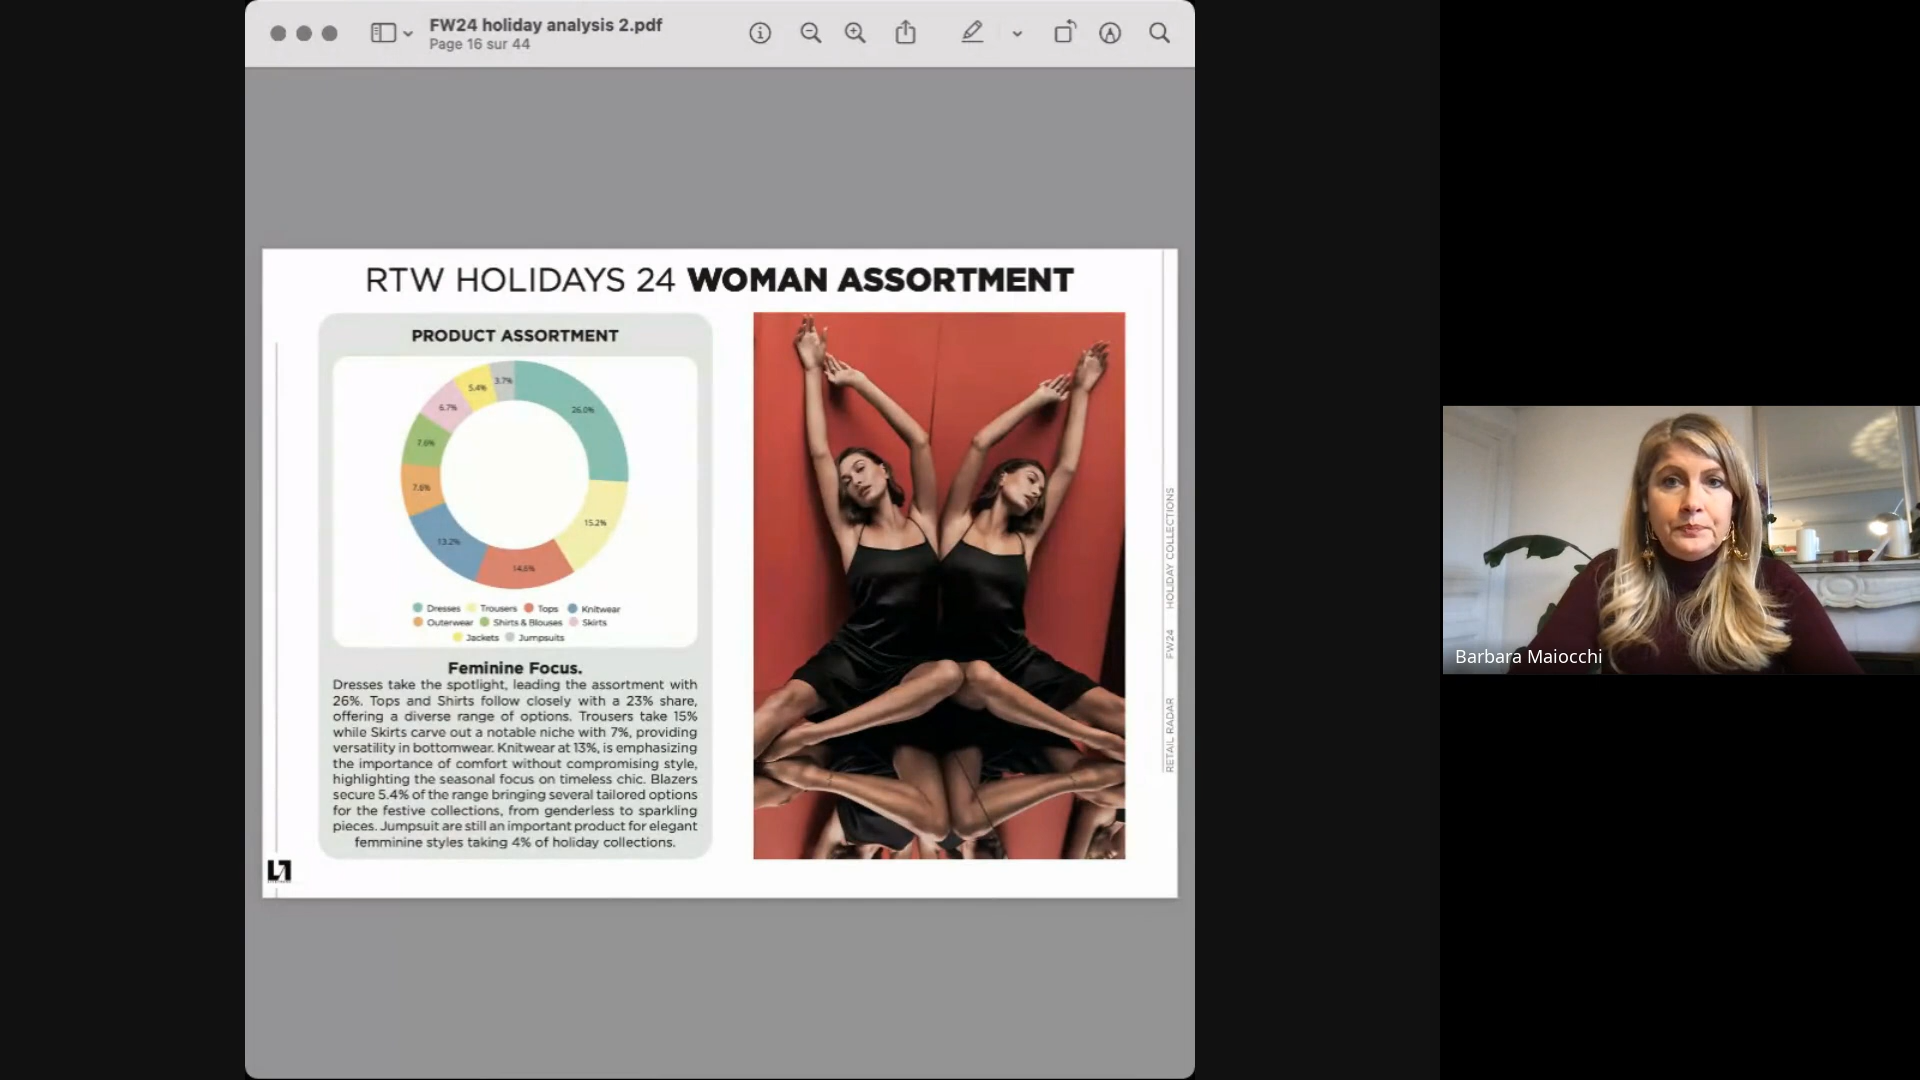 FW24 holiday analysis 2.pdf
Page 16 sur 44
RTW HOLIDAYS 24 WOMAN ASSORTMENT
PRODUCT ASSORTMENT
5.4%
3.7%
26.0%
6.7%
7.6%
7.6%
15.2%
13.2%
14.6%
Dresses Trousers Tops Knitwear
Outerwear Shirts & Blouses Skirts
Jackets Jumpsuits
Feminine Focus.
Dresses take the spotlight, leading the assortment with
26%. Tops and Shirts follow closely with a 23% share,
offering a diverse range of options. Trousers take 15%
while Skirts carve out a notable niche with 7%, providing
versatility in bottomwear. Knitwear at 13%, is emphasizing
the importance of comfort without compromising style,
highlighting the seasonal focus on timeless chic. Blazers
secure 5.4% of the range bringing several tailored options
for the festive collections, from genderless to sparkling
pieces. Jumpsuit are still an important product for elegant
femminine styles taking 4% of holiday collections.
RETAIL RADAR FW24 HOLIDAY COLLECTIONS
Barbara Maiocchi